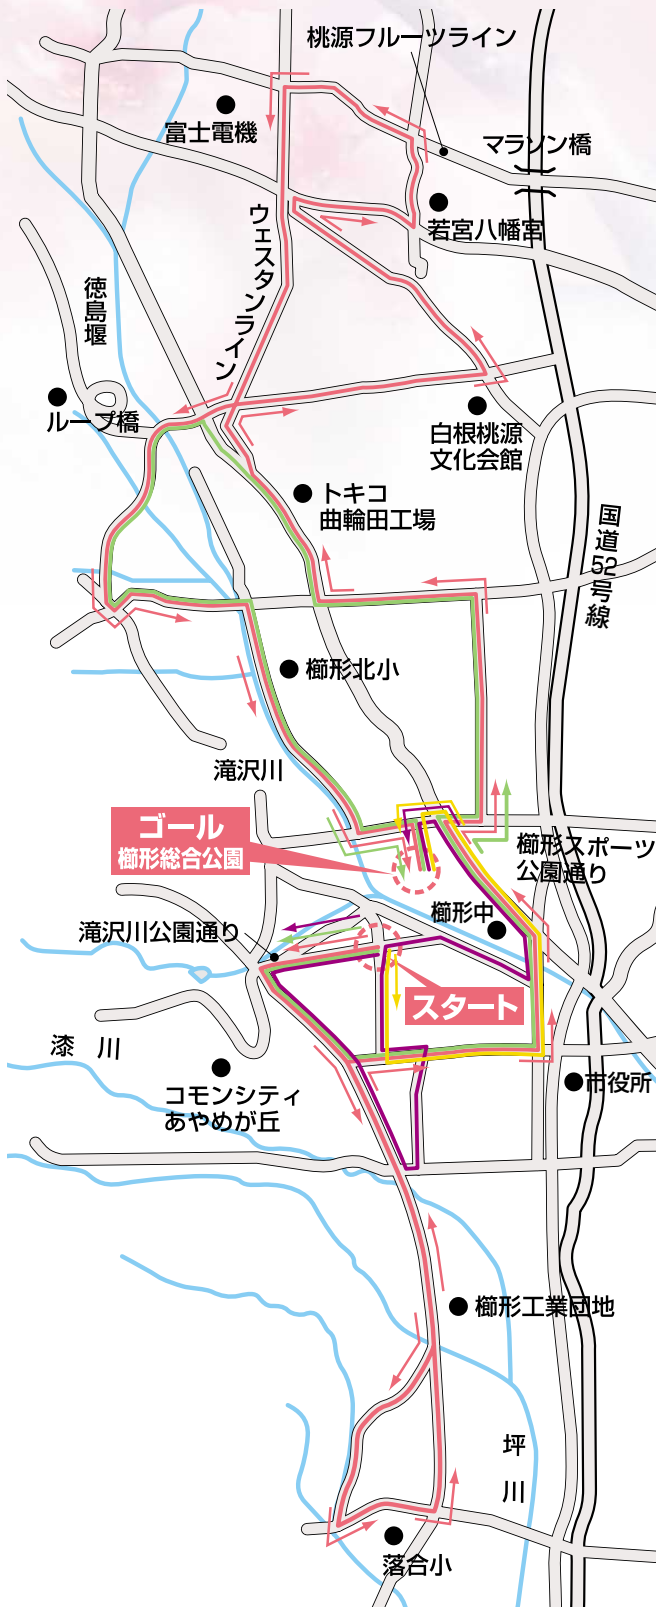 桃源フルーツライン
富士電機
マラソン橋
若宮八幡宮
ウェスタンライン
徳島堰
ループ橋
白根桃源
文化会館
トキコ
曲輪田工場
国道52号線
櫛形北小
滝沢川
ゴール
櫛形総合公園
櫛形スポーツ
公園通り
櫛形中
滝沢川公園通り
スタート
漆川
コモンシティ
あやめが丘
市役所
櫛形工業団地
坪川
落合小